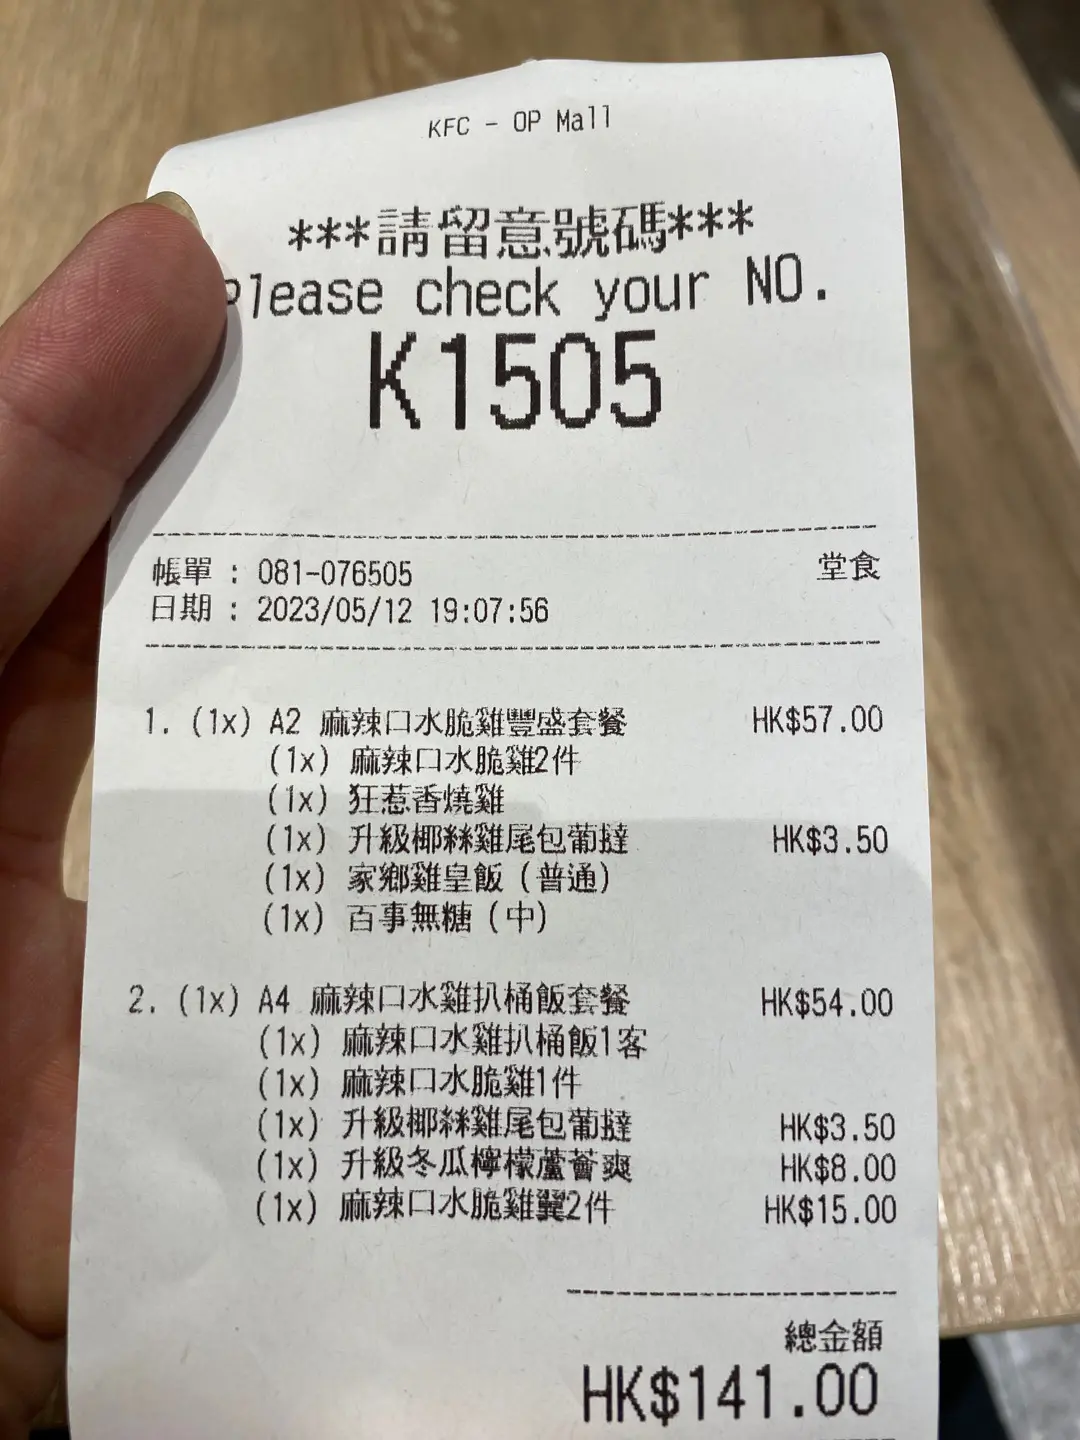 KFC - OP Mall
***請留意號碼***
Please check your NO.
K1505
帳單 : 081-076505 堂食
日期 : 2023/05/12 19:07:56
1. (1x) A2 麻辣口水脆雞豐盛套餐 HK$57.00
(1x) 麻辣口水脆雞2件
(1x) 狂惹香燒雞
(1x) 升級椰絲雞尾包葡撻 HK$3.50
(1x) 家鄉雞皇飯 (普通)
(1x) 百事無糖 (中)
2. (1x) A4 麻辣口水雞扒桶飯套餐 HK$54.00
(1x) 麻辣口水雞扒桶飯1客
(1x) 麻辣口水脆雞1件
(1x) 升級椰絲雞尾包葡撻 HK$3.50
(1x) 升級冬瓜檸檬蘆薈爽 HK$8.00
(1x) 麻辣口水脆雞翼2件 HK$15.00
總金額
HK$141.00